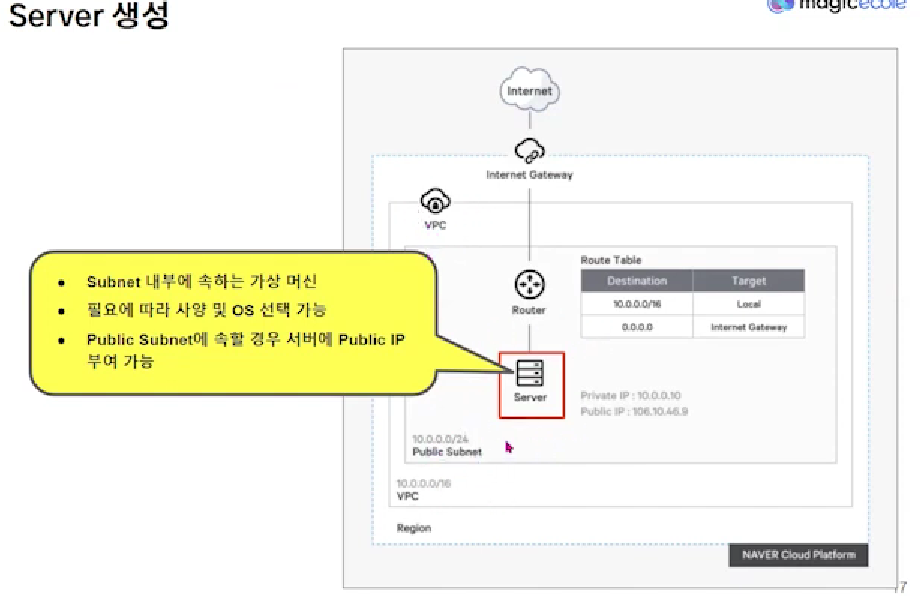 Server 생성
magicecole
Internet
Internet Gateway
VPC
Subnet 내부에 속하는 가상 머신
필요에 따라 사양 및 OS 선택 가능
Public Subnet에 속할 경우 서버에 Public IP
부여 가능
Router
Route Table
Destination Target
10.0.0.0/16 Local
0.0.0.0 Internet Gateway
Server
Private IP : 10.0.0.10
Public IP : 106.10.46.9
10.0.0.0/24
Public Subnet
10.0.0.0/16
VPC
Region
NAVER Cloud Platform